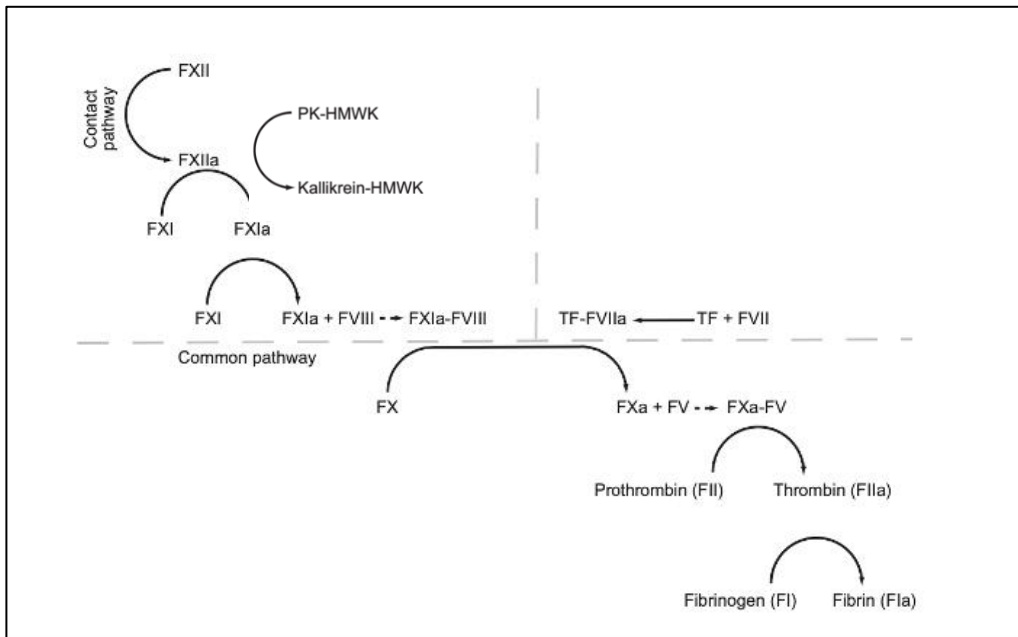 FXII
Contact
pathway
PK-HMWK
FXIIa
Kallikrein-HMWK
FXI
FXIa
FXI
FXIa + FVIII
FXIa-FVIII
TF-FVIIa
TF + FVII
Common pathway
FX
FXa + FV
FXa-FV
Prothrombin (FII)
Thrombin (FIIa)
Fibrinogen (FI)
Fibrin (FIa)